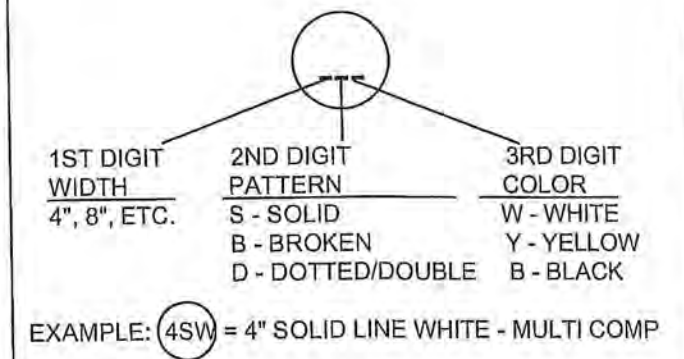 1ST DIGIT 2ND DIGIT 3RD DIGIT
WIDTH PATTERN COLOR
4", 8", ETC. S - SOLID W - WHITE
B - BROKEN Y - YELLOW
D - DOTTED/DOUBLE B - BLACK
EXAMPLE: 4SW = 4" SOLID LINE WHITE - MULTI COMP